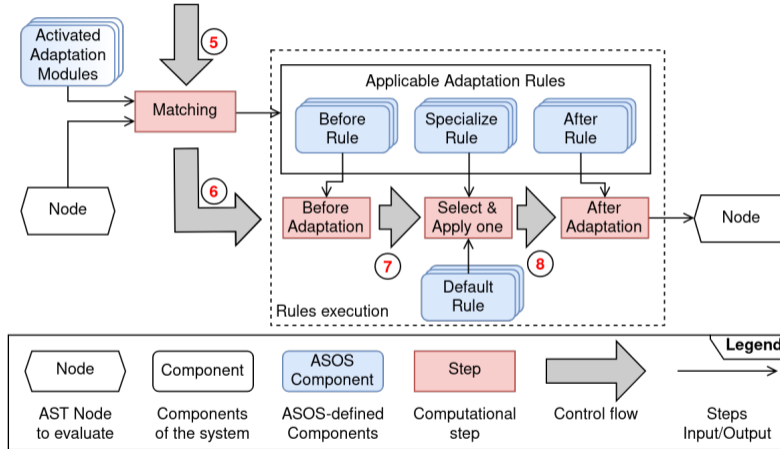 Activated
Adaptation
Modules
5
Matching
Applicable Adaptation Rules
Before
Rule
Specialize
Rule
After
Rule
Node
6
Before
Adaptation
Select &
Apply one
After
Adaptation
Node
7
8
Default
Rule
Rules execution
Legend
Node
Component
ASOS
Component
Step
AST Node
to evaluate
Components
of the system
ASOS-defined
Components
Computational
step
Control flow
Steps
Input/Output